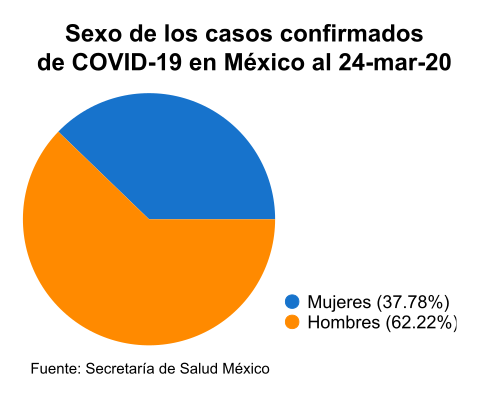 Sexo de los casos confirmados
de COVID-19 en México al 24-mar-20
Mujeres (37.78%)
Hombres (62.22%)
Fuente: Secretaría de Salud México